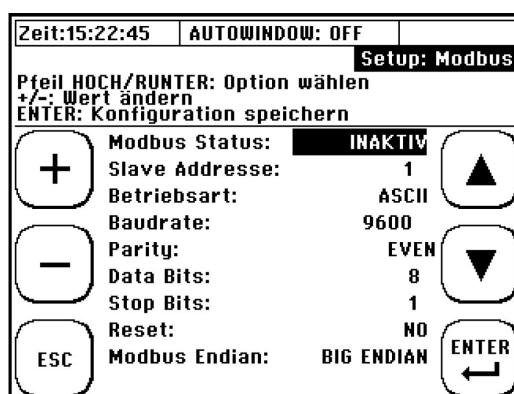 Zeit:15:22:45 AUTOWINDOW: OFF
Setup: Modbus
Pfeil HOCH/RUNTER: Option wählen
+/-: Wert ändern
ENTER: Konfiguration speichern
Modbus Status: INAKTIV
+
Slave Addresse: 1
Betriebsart: ASCII
Baudrate: 9600
Parity: EVEN
−
Data Bits: 8
Stop Bits: 1
Reset: NO
Modbus Endian: BIG ENDIAN
ESC
ENTER